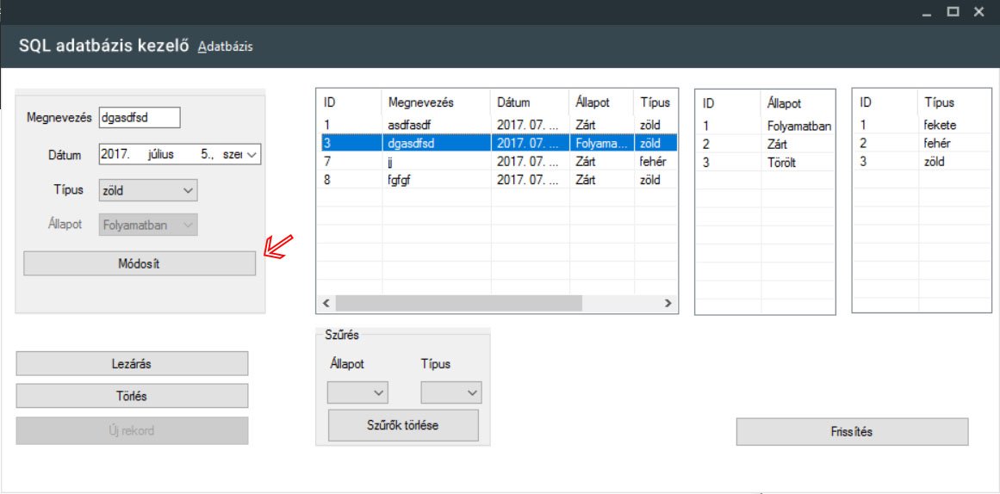 SQL adatbázis kezelő Adatbázis
Megnevezés dgasdfsd
Dátum 2017. július 5., szer
Típus zöld
Állapot Folyamatban
Módosít
Lezárás
Törlés
Új rekord
ID Megnevezés Dátum Állapot Típus
1 asdfasdf 2017. 07. ... Zárt zöld
3 dgasdfsd 2017. 07. ... Folyama... zöld
7 jj 2017. 07. ... Zárt fehér
8 fgfgf 2017. 07. ... Zárt zöld
Szűrés
Állapot Típus
Szűrők törlése
ID Állapot
1 Folyamatban
2 Zárt
3 Törölt
ID Típus
1 fekete
2 fehér
3 zöld
Frissítés